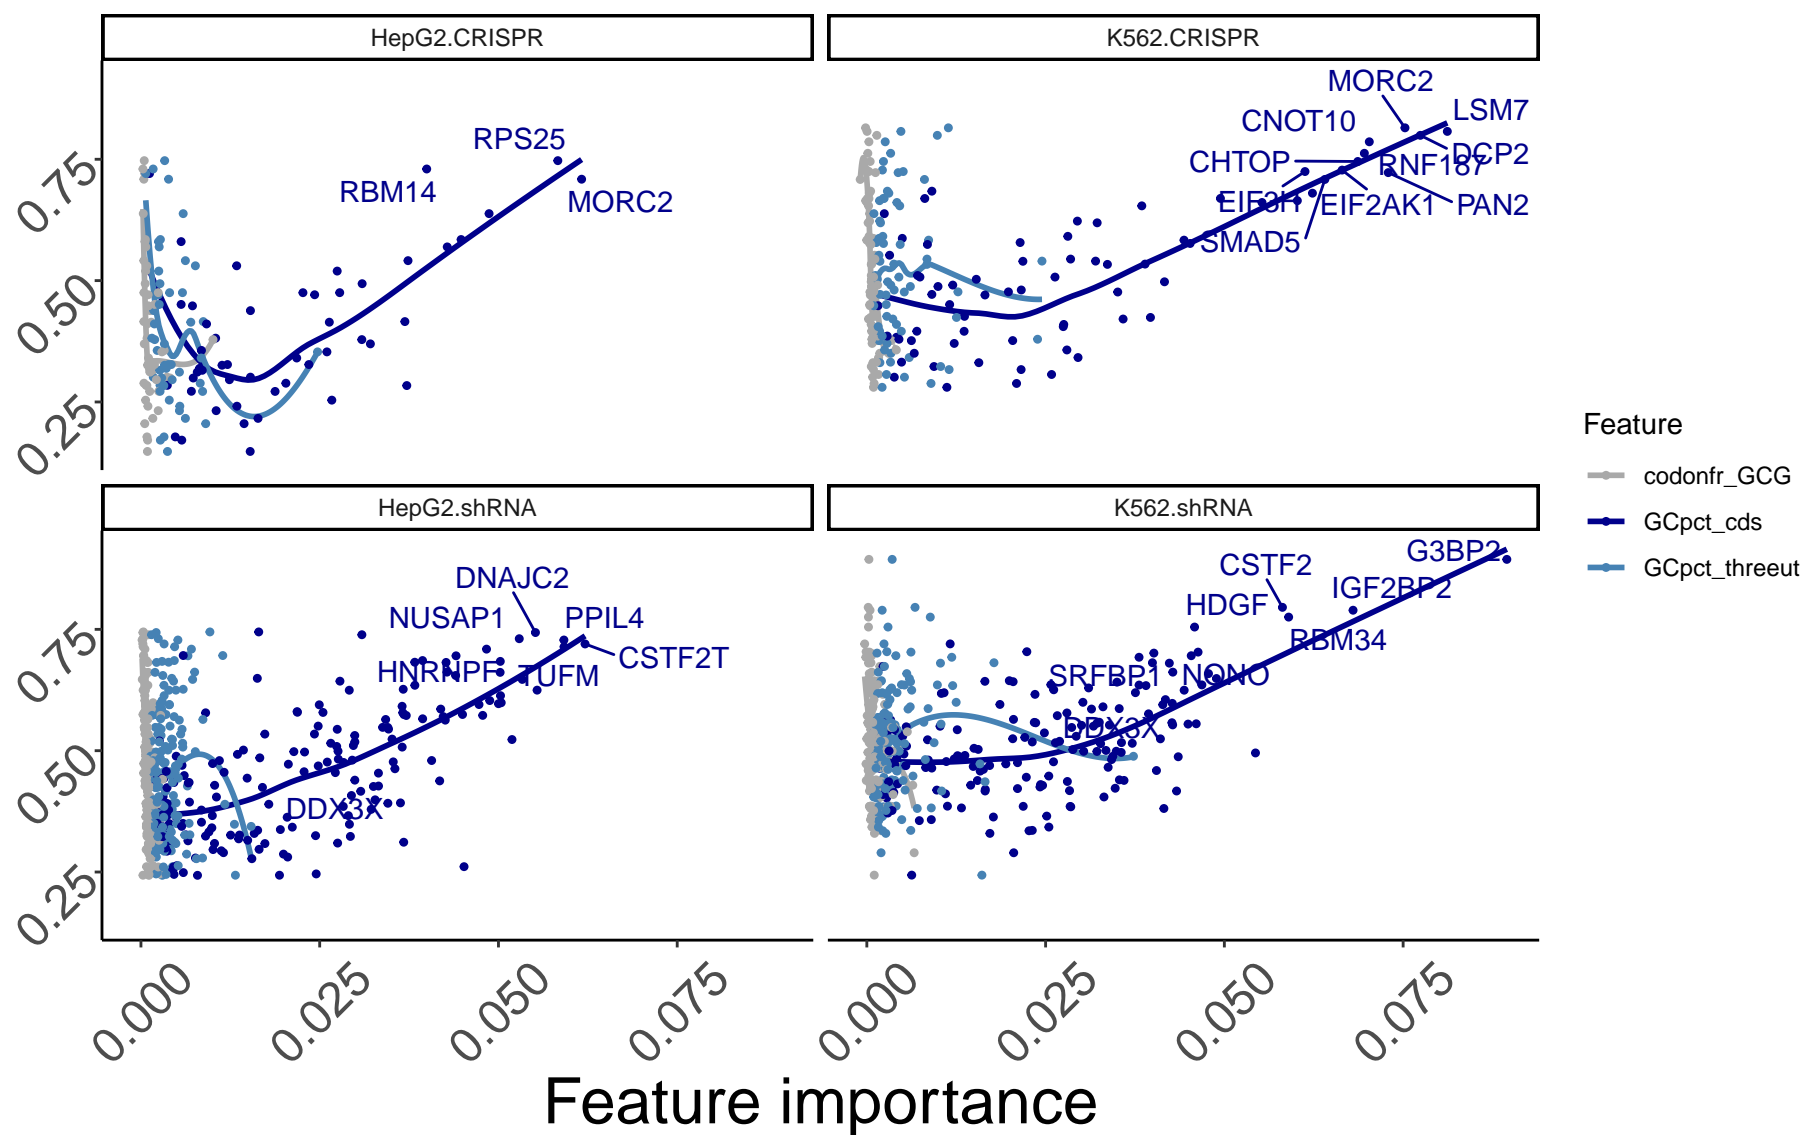 HepG2.CRISPR
K562.CRISPR
0.75
0.50
0.25
RPS25
RBM14
MORC2
MORC2
LSM7
CNOT10
DCP2
CHTOP
RNF187
EIF3H
EIF2AK1
PAN2
SMAD5
Feature
codonfr_GCG
GCpct_cds
GCpct_threeut
HepG2.shRNA
K562.shRNA
0.75
0.50
0.25
DNAJC2
NUSAP1
PPIL4
CSTF2T
HNRNPF
TUFM
DDX3X
G3BP2
CSTF2
IGF2BP2
HDGF
RBM34
SRFBP1
NONO
DDX3X
0.000
0.025
0.050
0.075
0.000
0.025
0.050
0.075
Feature importance